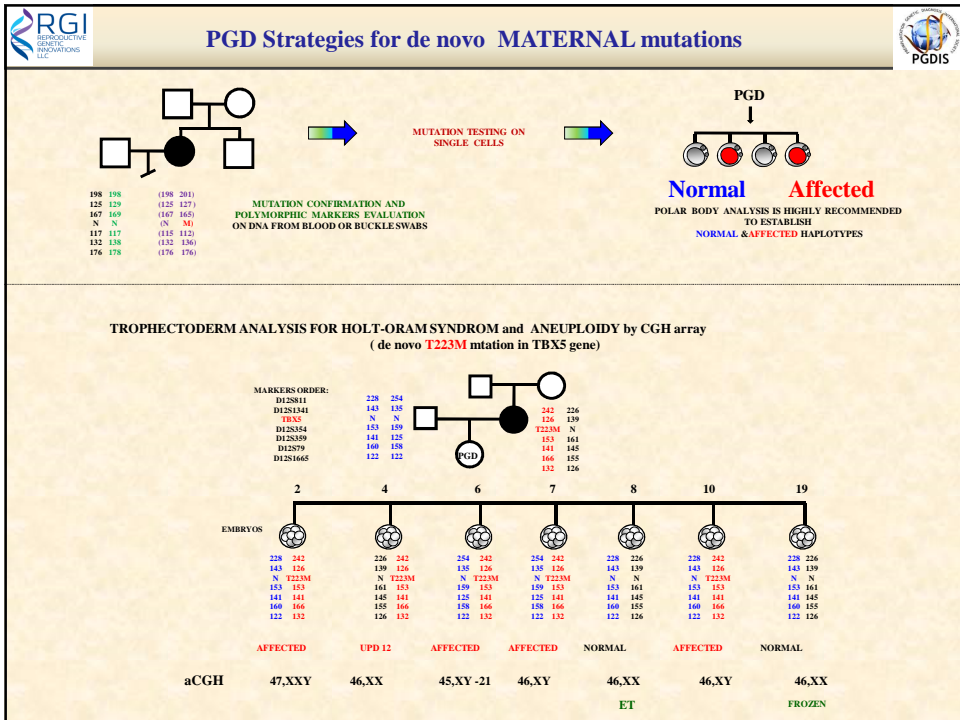 RGI
REPRODUCTIVE
GENETIC
INNOVATIONS
LLC
PGD Strategies for de novo MATERNAL mutations
PREIMPLANTATION GENETIC DIAGNOSIS INTERNATIONAL SOCIETY
PGDIS
PGD
MUTATION TESTING ON
SINGLE CELLS
Normal Affected
POLAR BODY ANALYSIS IS HIGHLY RECOMMENDED
TO ESTABLISH
NORMAL &AFFECTED HAPLOTYPES
198 198 (198 201)
125 129 (125 127)
167 169 (167 165)
N N (N M)
117 117 (115 112)
132 138 (132 136)
176 178 (176 176)
MUTATION CONFIRMATION AND
POLYMORPHIC MARKERS EVALUATION
ON DNA FROM BLOOD OR BUCKLE SWABS
TROPHECTODERM ANALYSIS FOR HOLT-ORAM SYNDROM and ANEUPLOIDY by CGH array
( de novo T223M mtation in TBX5 gene)
MARKERS ORDER:
D12S811
D12S1341
TBX5
D12S354
D12S359
D12S79
D12S1665
228 254
143 135
N N
153 159
141 125
160 158
122 122
242 226
126 139
T223M N
153 161
141 145
166 155
132 126
PGD
2 4 6 7 8 10 19
EMBRYOS
228 242 226 242 254 242 254 242 228 226 228 242 228 226
143 126 139 126 135 126 135 126 143 139 143 126 143 139
N T223M N T223M N T223M N T223M N N N T223M N N
153 153 161 153 159 153 159 153 153 161 153 153 153 161
141 141 145 141 125 141 125 141 141 145 141 141 141 145
160 166 155 166 158 166 158 166 160 155 160 166 160 155
122 132 126 132 122 132 122 132 122 126 122 132 122 126
AFFECTED UPD 12 AFFECTED AFFECTED NORMAL AFFECTED NORMAL
aCGH 47,XXY 46,XX 45,XY -21 46,XY 46,XX 46,XY 46,XX
ET FROZEN